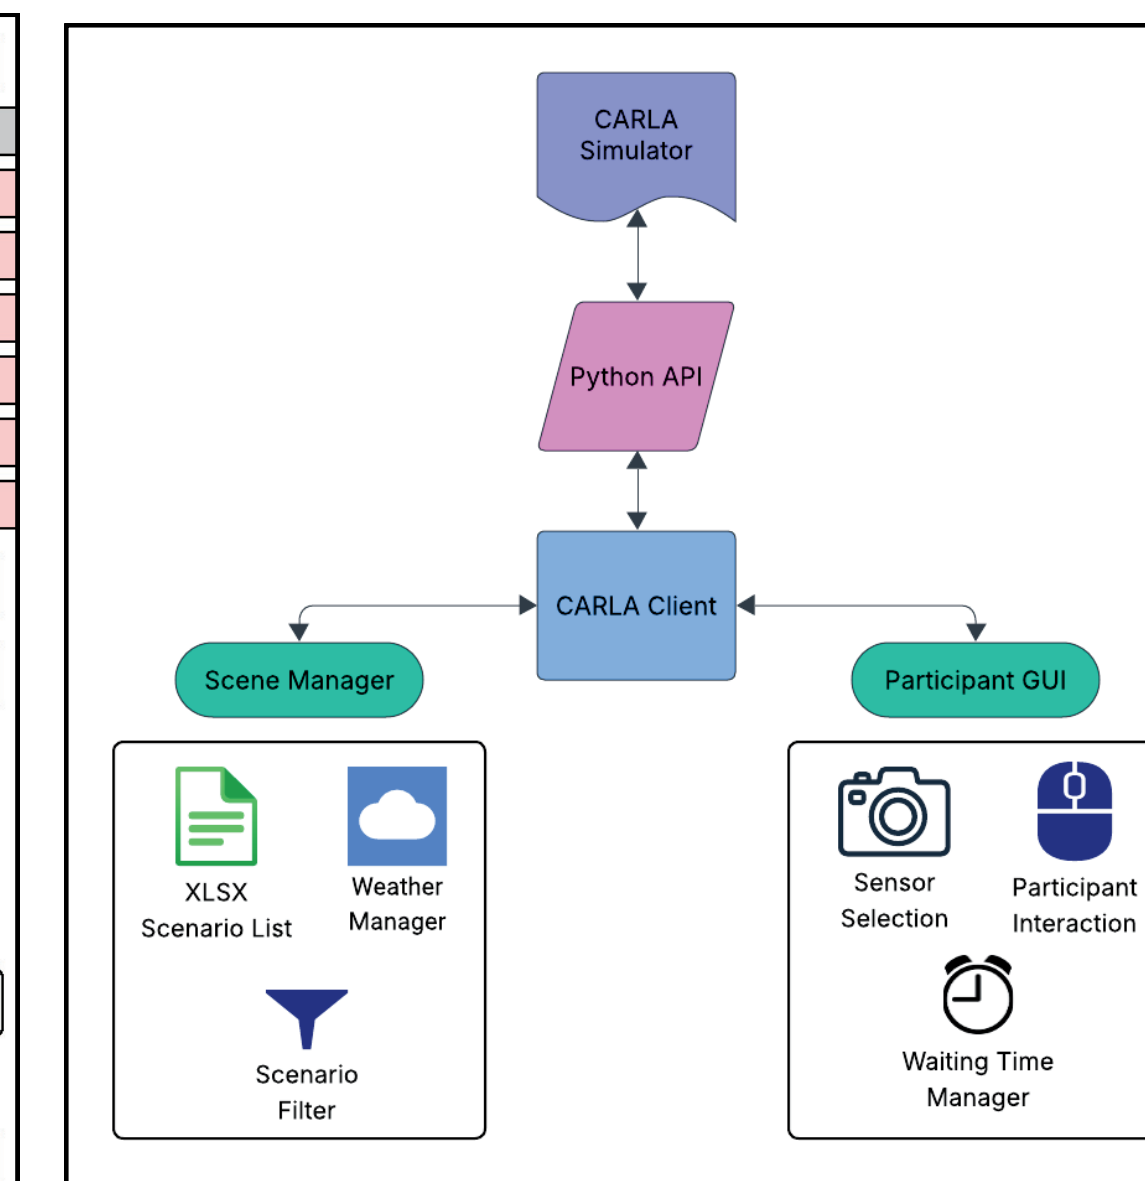 CARLA
Simulator
Python API
CARLA Client
Scene Manager
Participant GUI
XLSX
Scenario List
Weather
Manager
Scenario
Filter
Sensor
Selection
Participant
Interaction
Waiting Time
Manager